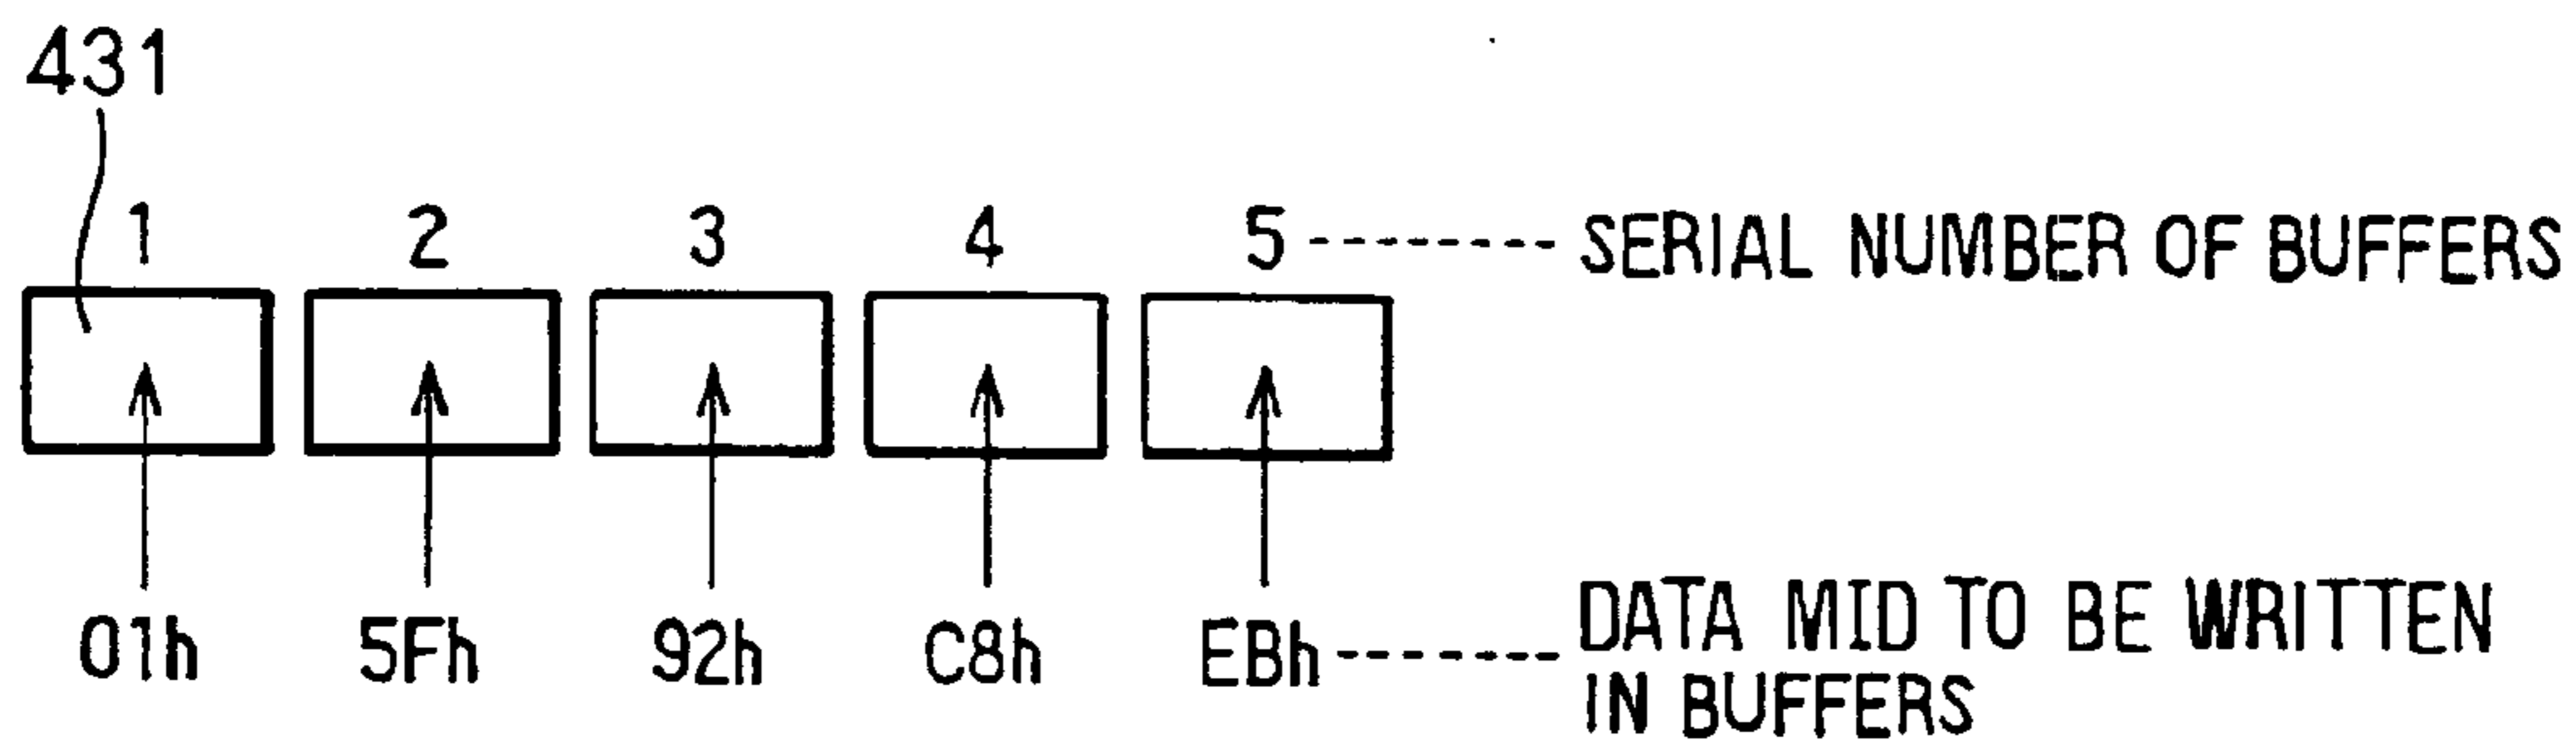 431
1 2 3 4 5 -------- SERIAL NUMBER OF BUFFERS
01h 5Fh 92h C8h EBh ------- DATA MID TO BE WRITTEN
IN BUFFERS